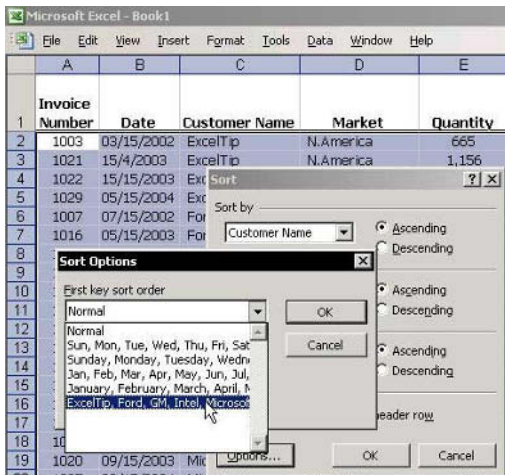 Microsoft Excel - Book1
File Edit View Insert Format Tools Data Window Help
A B C D E
Invoice
1 Number Date Customer Name Market Quantity
2 1003 03/15/2002 ExcelTip N.America 665
3 1021 15/4/2003 ExcelTip N.America 1,156
4 1022 15/15/2003 Exc
5 1029 05/15/2004 Exc
6 1007 07/15/2002 For
7 1016 05/15/2003 For
8
9
10
11
12
13
14
15
16
17
18
19 1020 09/15/2003 Mic
Sort
Sort by
Customer Name
Ascending
Descending
Ascending
Descending
Ascending
Descending
header row
Options... OK Cancel
Sort Options
First key sort order
Normal
OK
Cancel
Normal
Sun, Mon, Tue, Wed, Thu, Fri, Sat
Sunday, Monday, Tuesday, Wedn
Jan, Feb, Mar, Apr, May, Jun, Jul,
January, February, March, April, M
ExcelTip, Ford, GM, Intel, Microsof